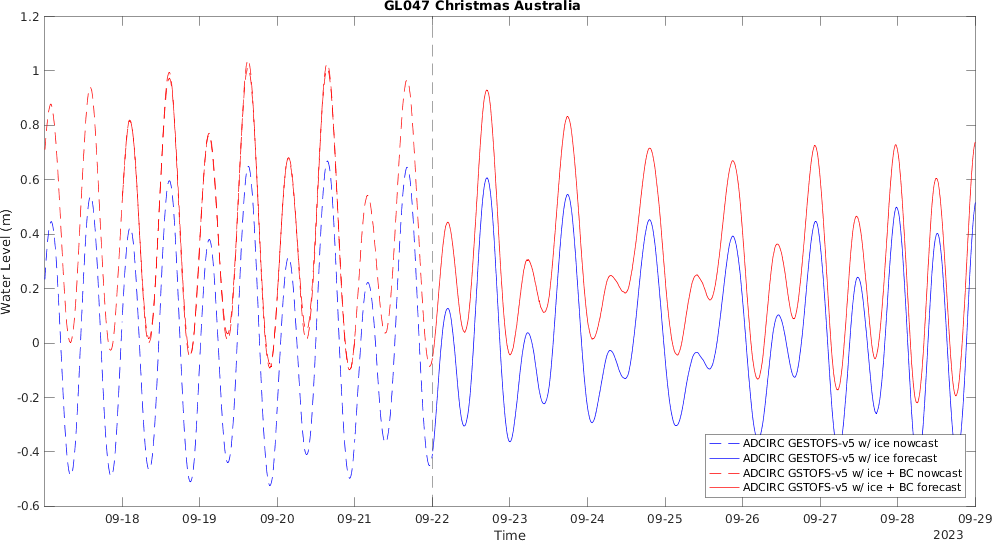 GL047 Christmas Australia
1.2
1
0.8
0.6
0.4
0.2
0
-0.2
-0.4
-0.6
Water Level (m)
09-18 09-19 09-20 09-21 09-22 09-23 09-24 09-25 09-26 09-27 09-28 09-29
Time
2023
ADCIRC GESTOFS-v5 w/ ice nowcast
ADCIRC GESTOFS-v5 w/ ice forecast
ADCIRC GSTOFS-v5 w/ ice + BC nowcast
ADCIRC GSTOFS-v5 w/ ice + BC forecast